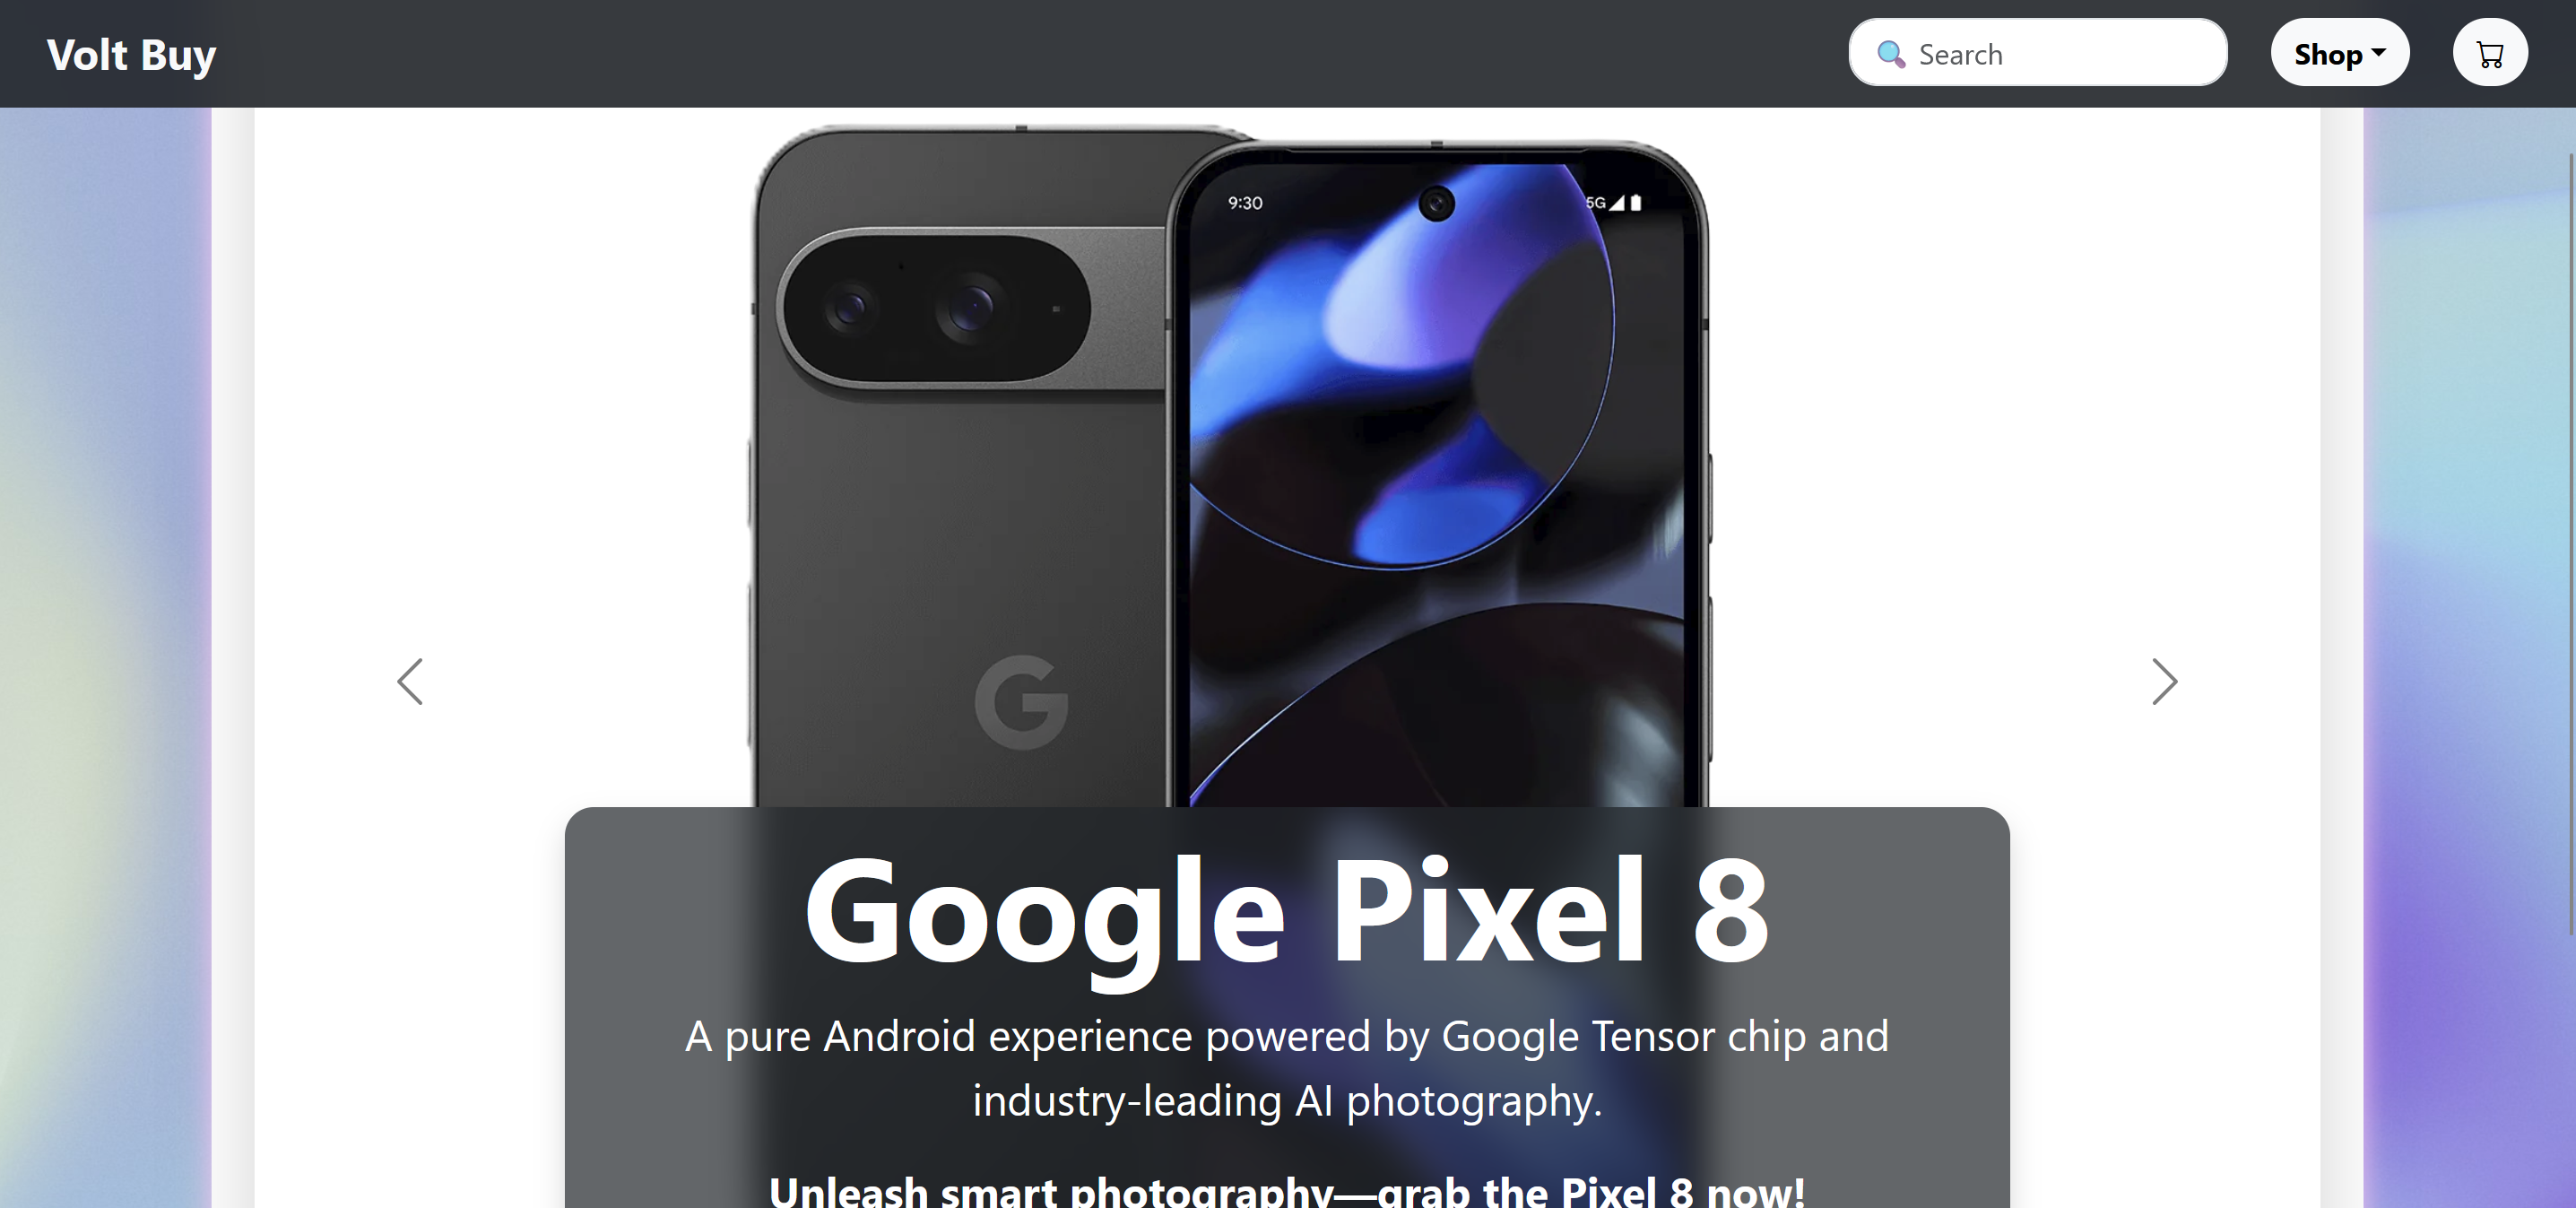 Volt Buy
🔍 Search
Shop
9:30
5G
G
Google Pixel 8
A pure Android experience powered by Google Tensor chip and
industry-leading AI photography.
Unleash smart photography—grab the Pixel 8 now!